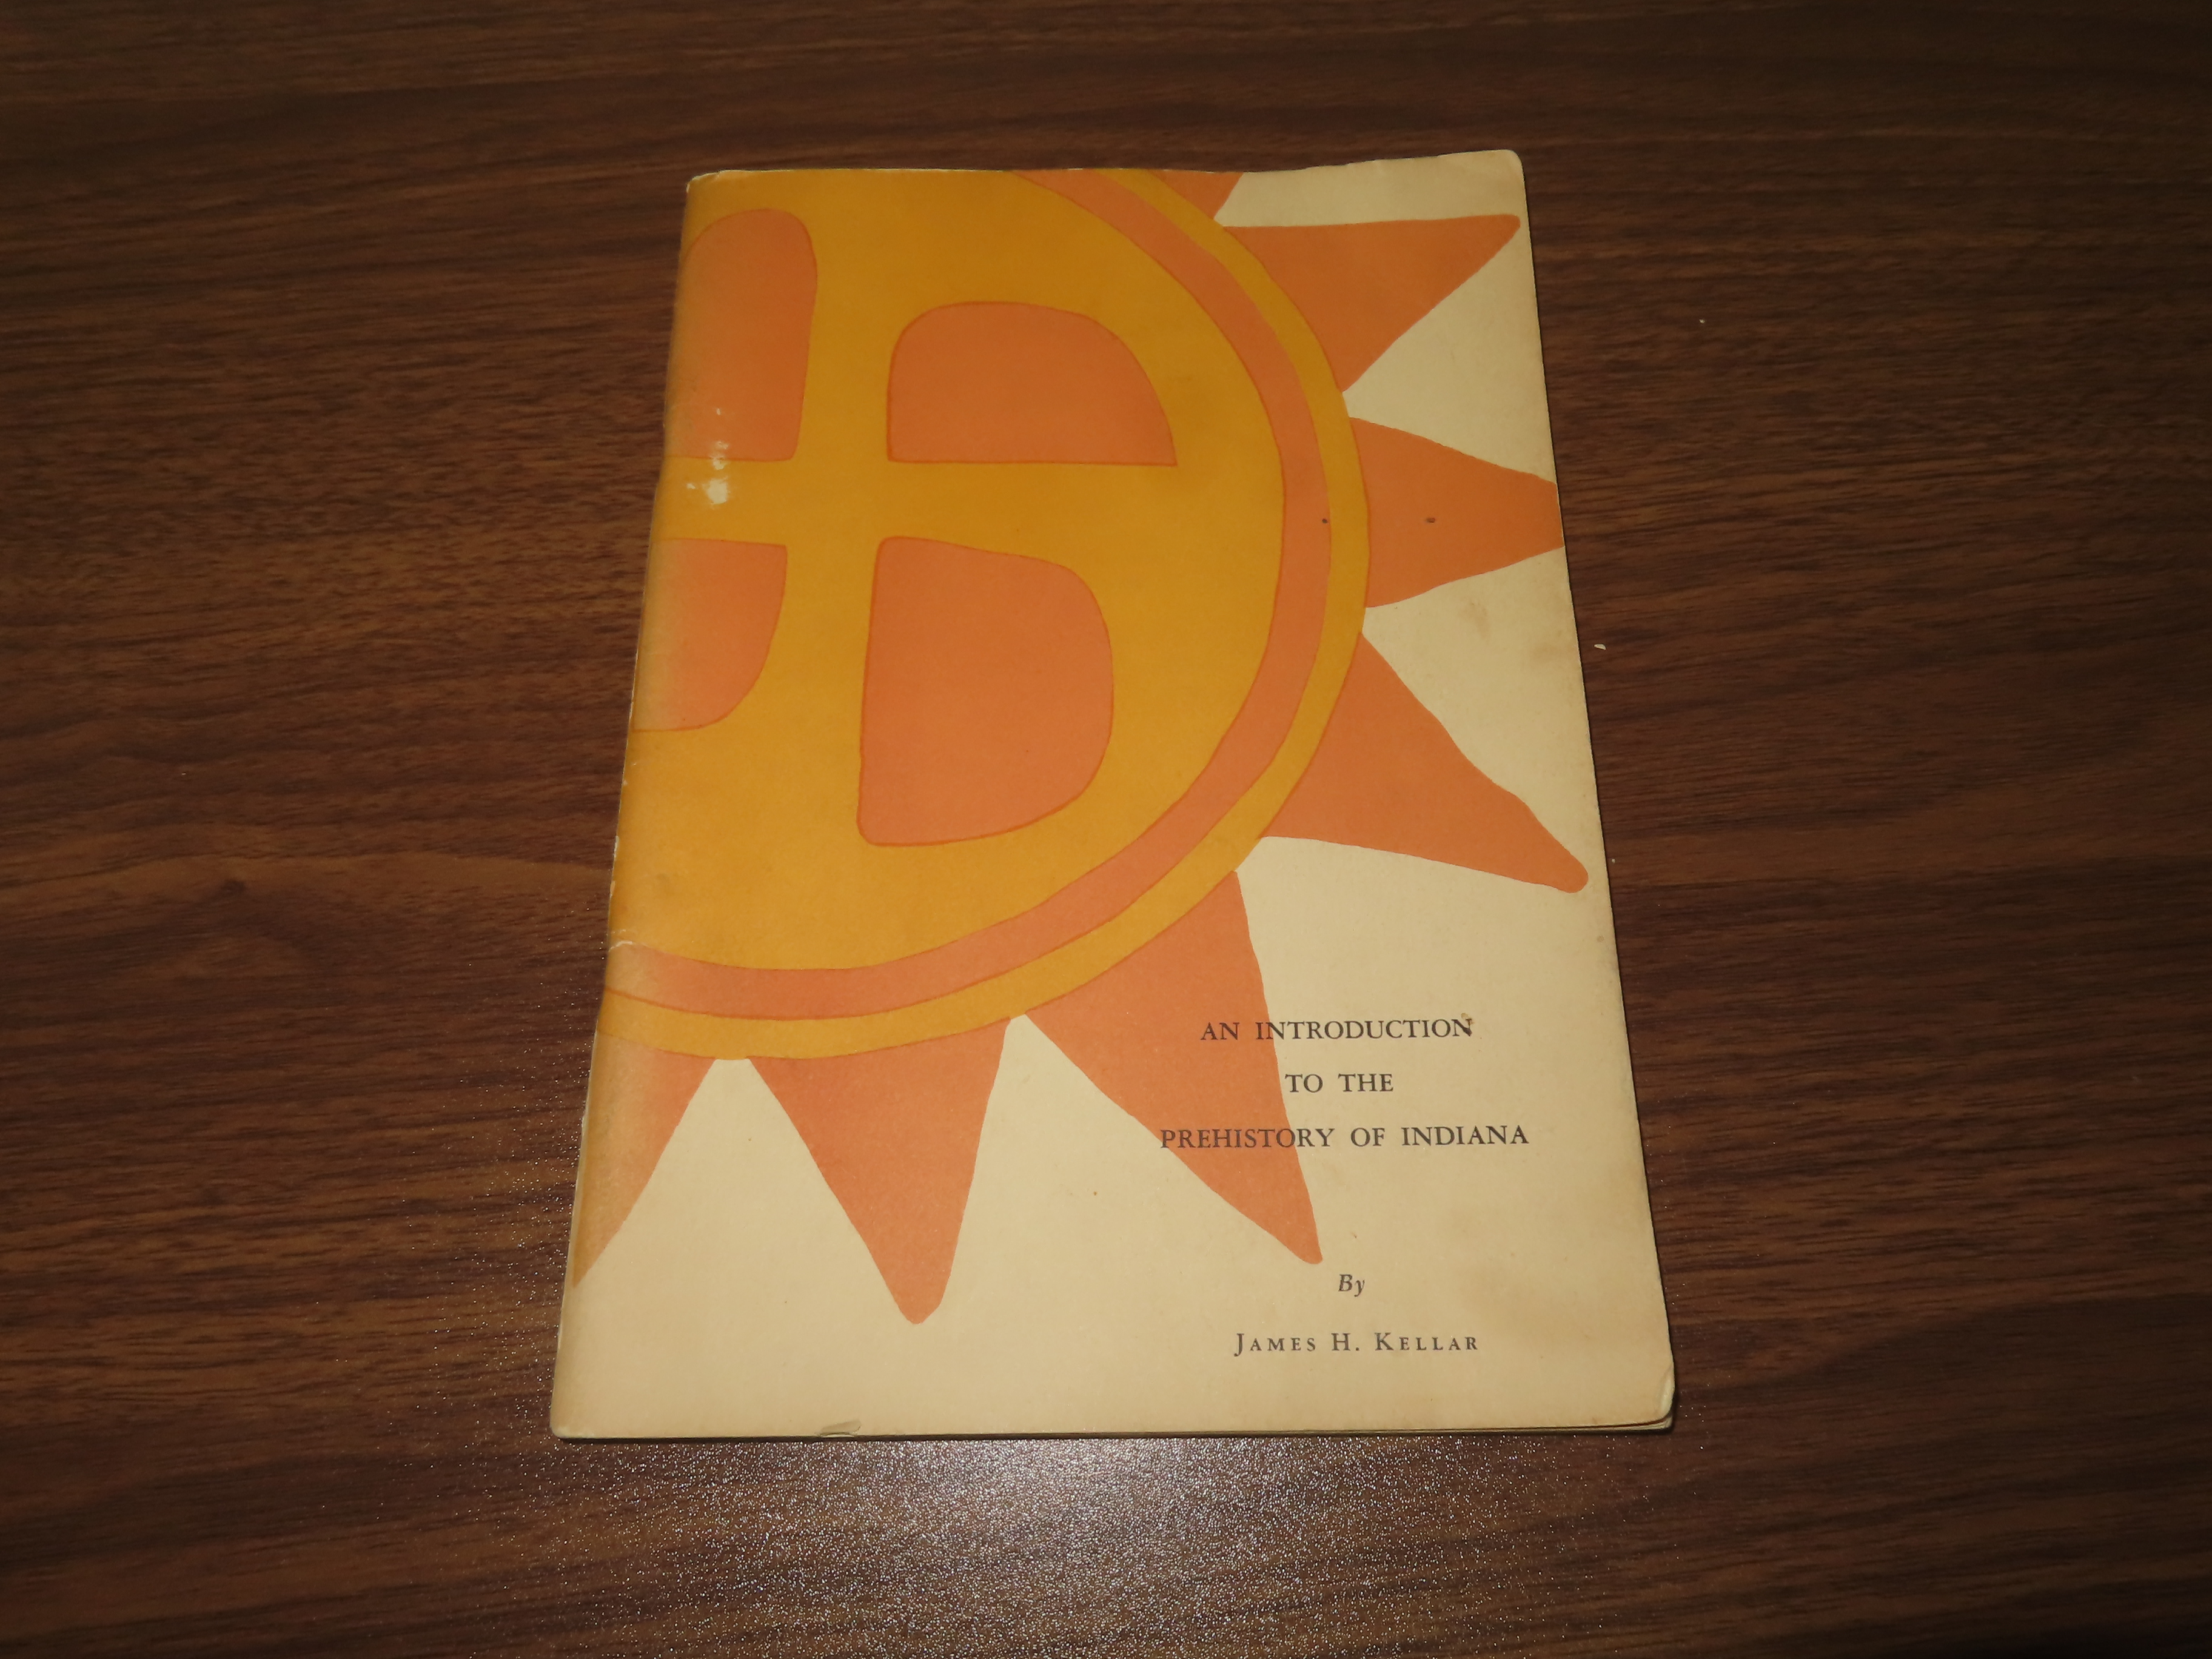 AN INTRODUCTION
TO THE
PREHISTORY OF INDIANA
By
JAMES H. KELLAR